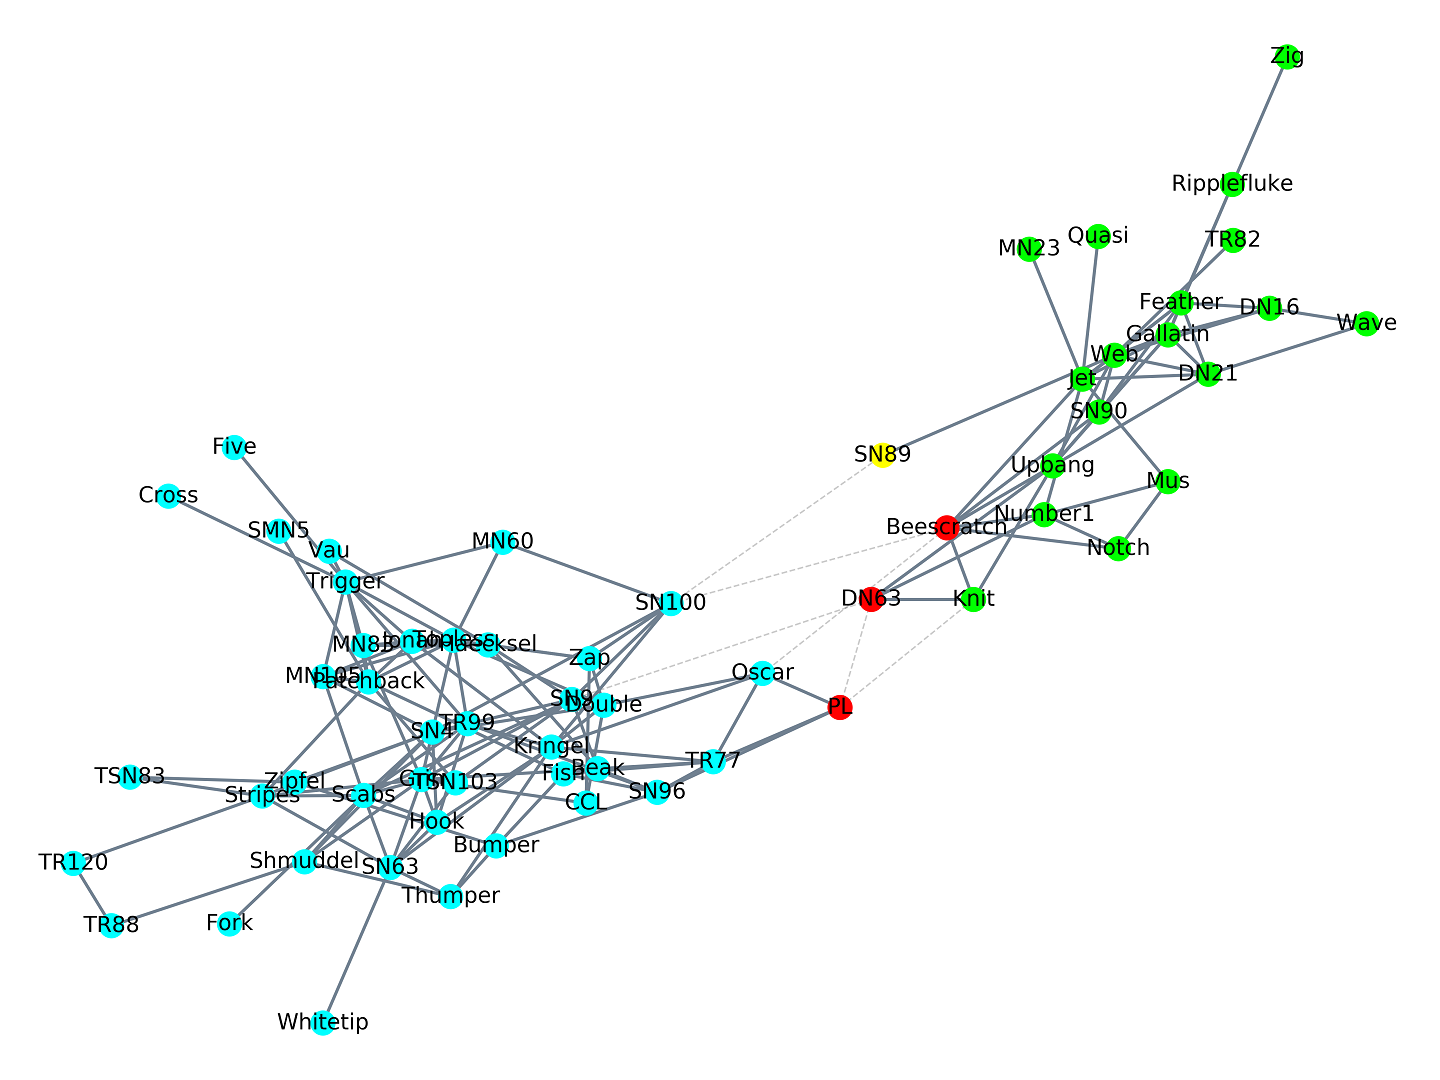 Zig
Ripplefluke
Quasi
TR82
MN23
Feather
DN16
Wave
Gallatin
Web
Jet
DN21
SN90
Five
SN89
Upbang
Mus
Cross
Number1
Beescratch
SMN5
MN60
Vau
Notch
Trigger
DN63
Knit
SN100
MN83
Jonah
Topless
Haecksel
Zap
MN105
Patchback
Oscar
SN9
Double
PL
TR99
SN4
Kringel
TR77
TSN83
Zipfel
Grin
TSN103
Fish
Beak
Stripes
Scabs
SN96
CCL
Hook
Bumper
TR120
Shmuddel
SN63
Thumper
TR88
Fork
Whitetip